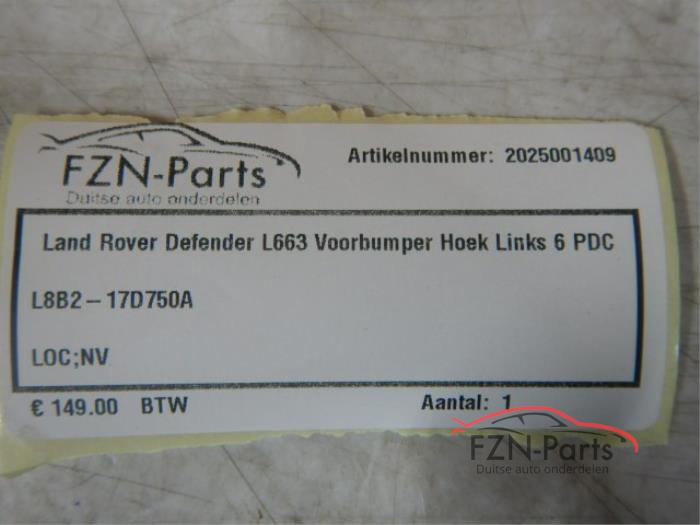 FZN-Parts
Duitse auto onderdelen
Artikelnummer: 2025001409
Land Rover Defender L663 Voorbumper Hoek Links 6 PDC
L8B2-17D750A
LOC;NV
€ 149.00 BTW
Aantal: 1
FZN-Parts
Duitse auto onderdelen